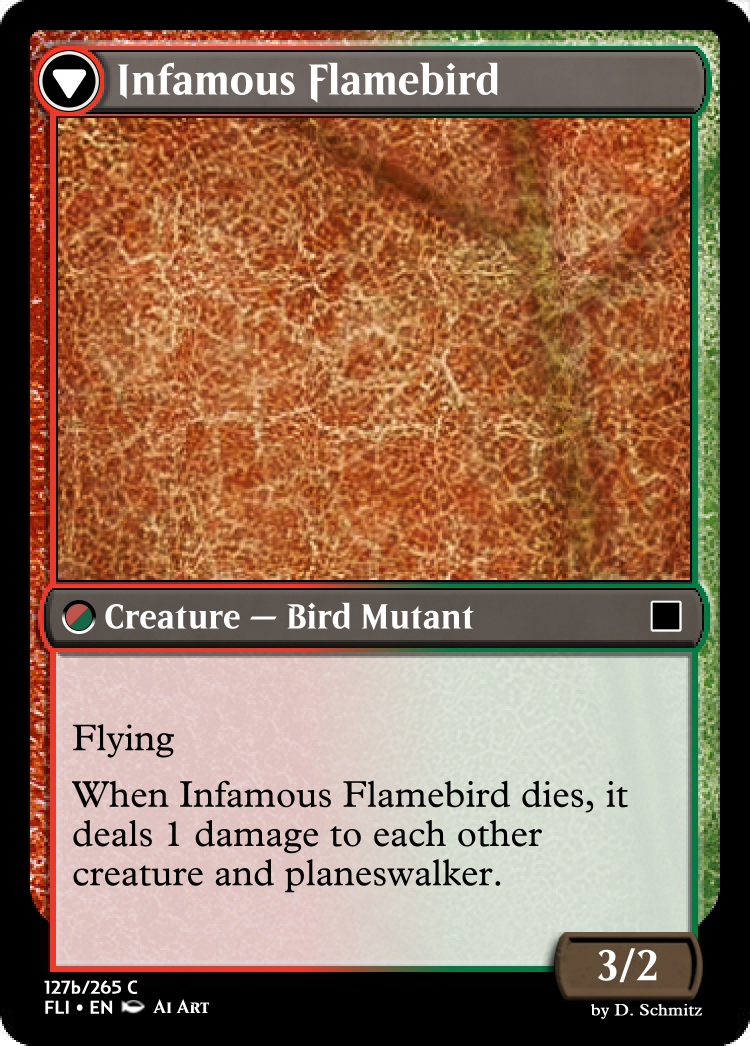 Infamous Flamebird
Creature — Bird Mutant
Flying
When Infamous Flamebird dies, it
deals 1 damage to each other
creature and planeswalker.
3/2
127b/265 C
FLI • EN AI ART
by D. Schmitz